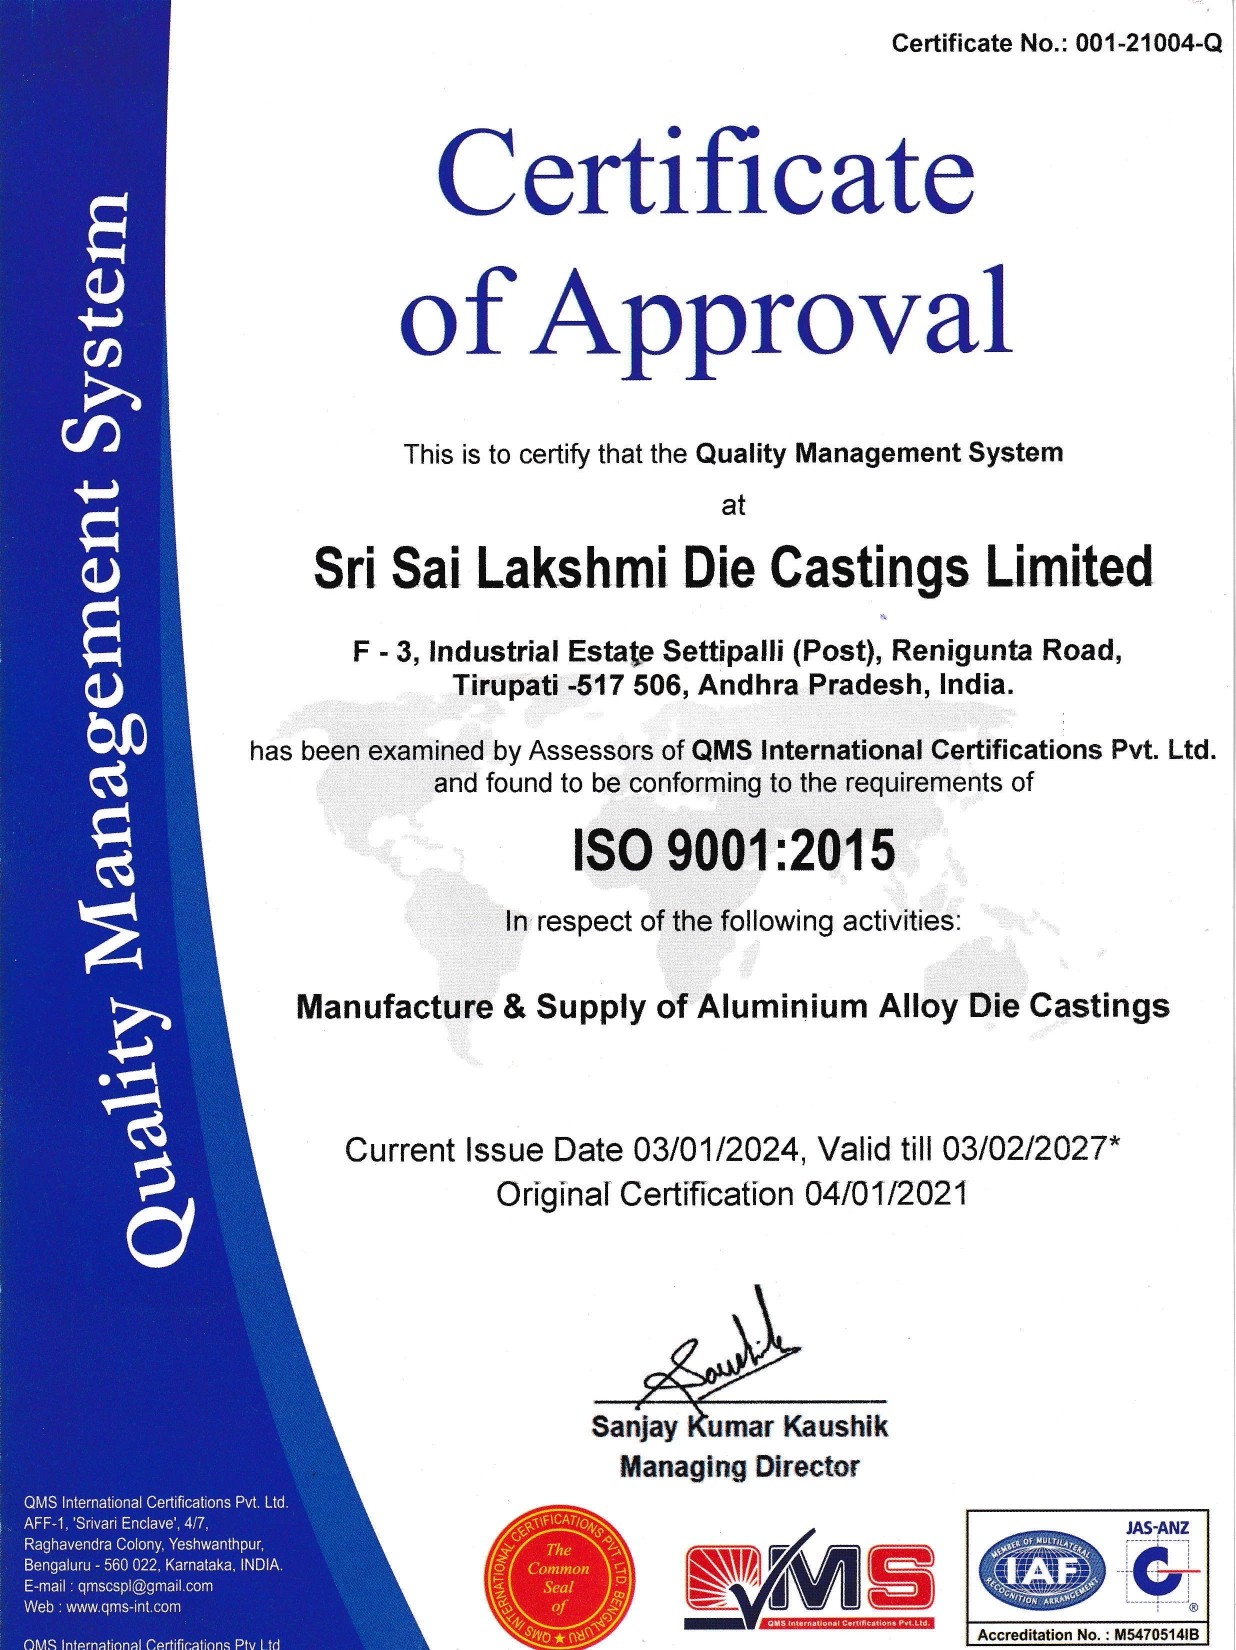 Certificate No.: 001-21004-Q
Certificate
of Approval
Quality Management System
This is to certify that the Quality Management System
at
Sri Sai Lakshmi Die Castings Limited
F - 3, Industrial Estate Settipalli (Post), Renigunta Road,
Tirupati -517 506, Andhra Pradesh, India.
has been examined by Assessors of QMS International Certifications Pvt. Ltd.
and found to be conforming to the requirements of
ISO 9001:2015
In respect of the following activities:
Manufacture & Supply of Aluminium Alloy Die Castings
Current Issue Date 03/01/2024, Valid till 03/02/2027*
Original Certification 04/01/2021
Kaushik
Sanjay Kumar Kaushik
Managing Director
QMS International Certifications Pvt. Ltd.
AFF-1, 'Srivari Enclave', 4/7,
Raghavendra Colony, Yeshwanthpur,
Bengaluru - 560 022, Karnataka, INDIA.
E-mail : qmscspl@gmail.com
Web : www.qms-int.com
QMS International Certifications Pty Ltd
QMS INTERNATIONAL CERTIFICATIONS PVT. LTD. BENGALURU
The
Common
Seal
of
QMS
QMS International Certifications Pvt.Ltd.
MEMBER OF MULTILATERAL
IAF
RECOGNITION ARRANGEMENT
JAS-ANZ
®
Accreditation No. : M5470514IB